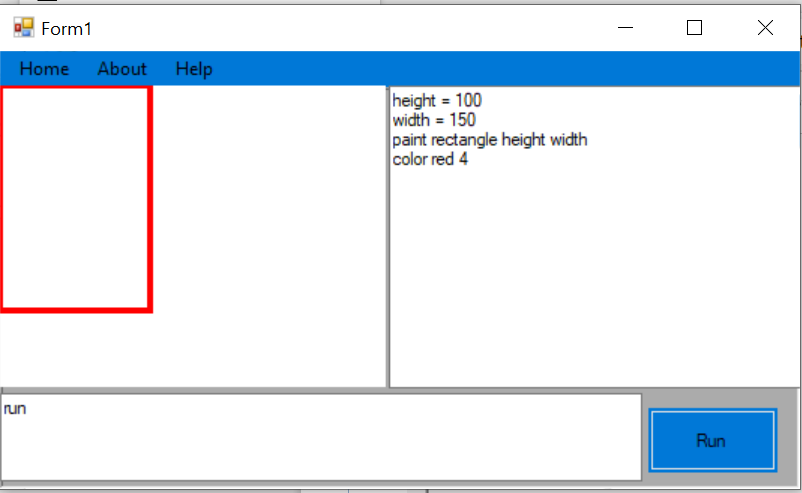 Form1
Home About Help
height = 100
width = 150
paint rectangle height width
color red 4
run
Run